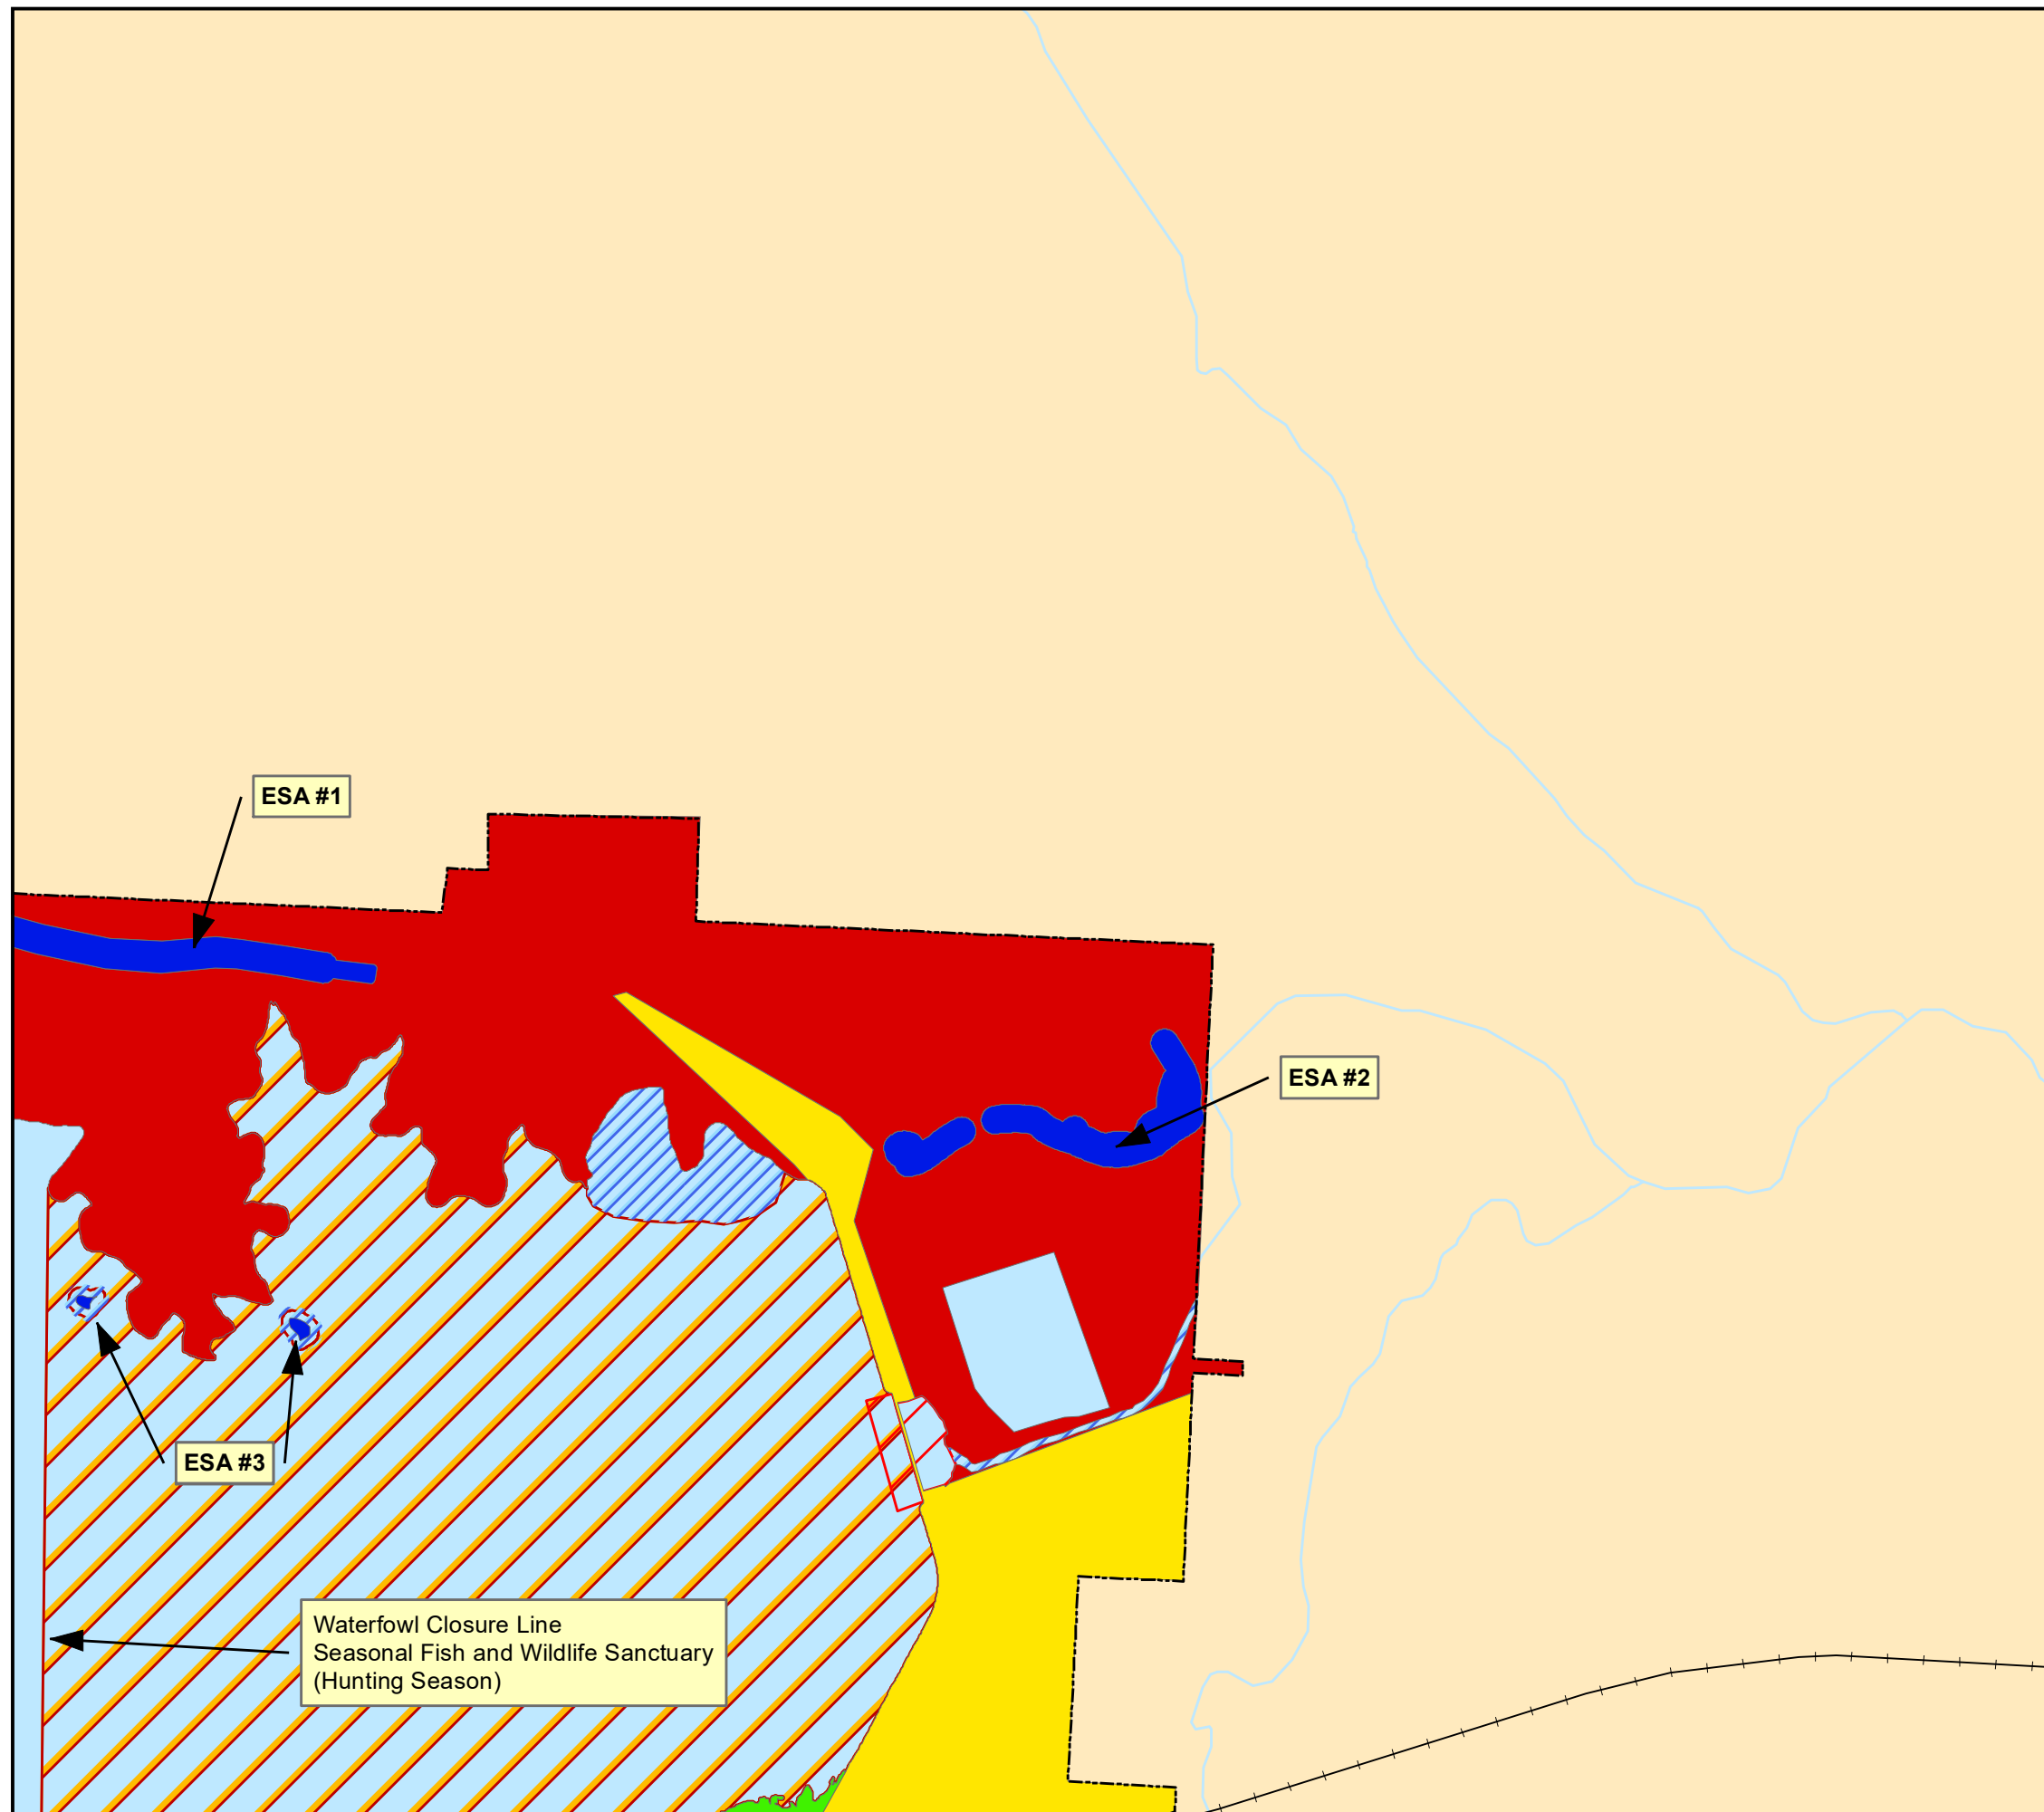 ESA #1
ESA #2
ESA #3
Waterfowl Closure Line
Seasonal Fish and Wildlife Sanctuary
(Hunting Season)